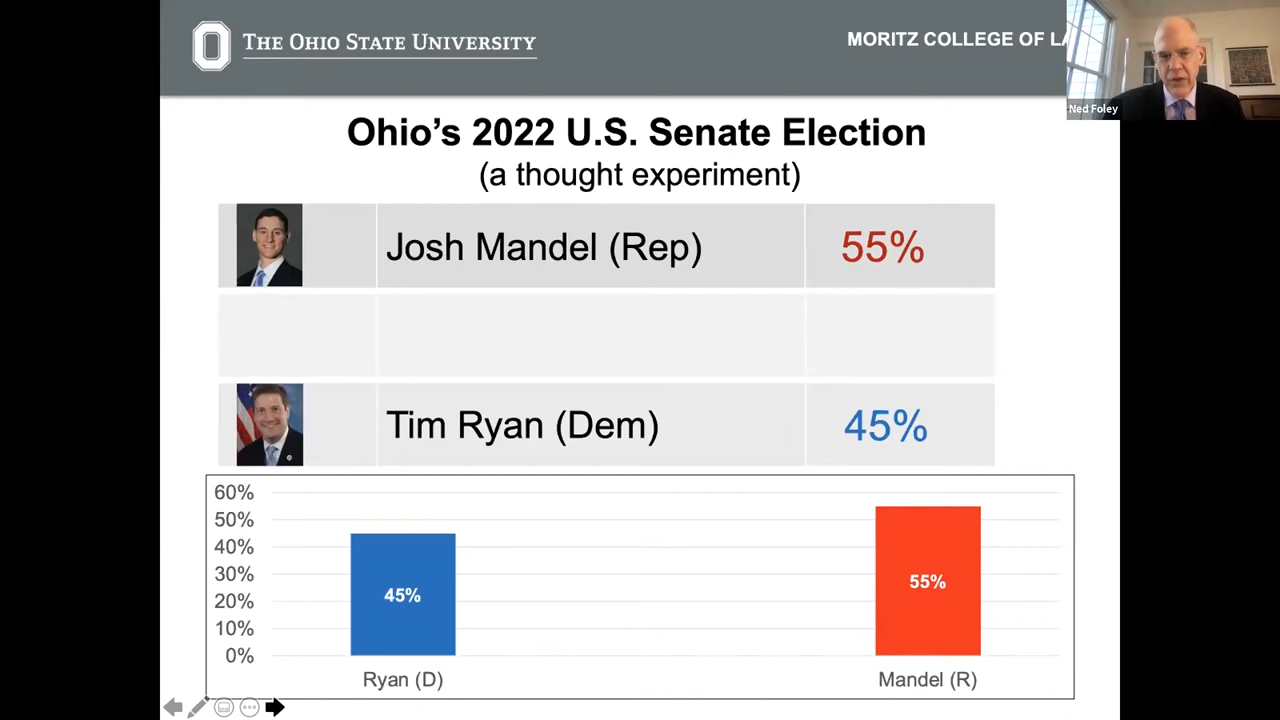 THE OHIO STATE UNIVERSITY
MORITZ COLLEGE OF LA
Ned Foley
Ohio’s 2022 U.S. Senate Election
(a thought experiment)
Josh Mandel (Rep) 55%
Tim Ryan (Dem) 45%
60%
50%
40%
30%
20%
10%
0%
45%
55%
Ryan (D) Mandel (R)